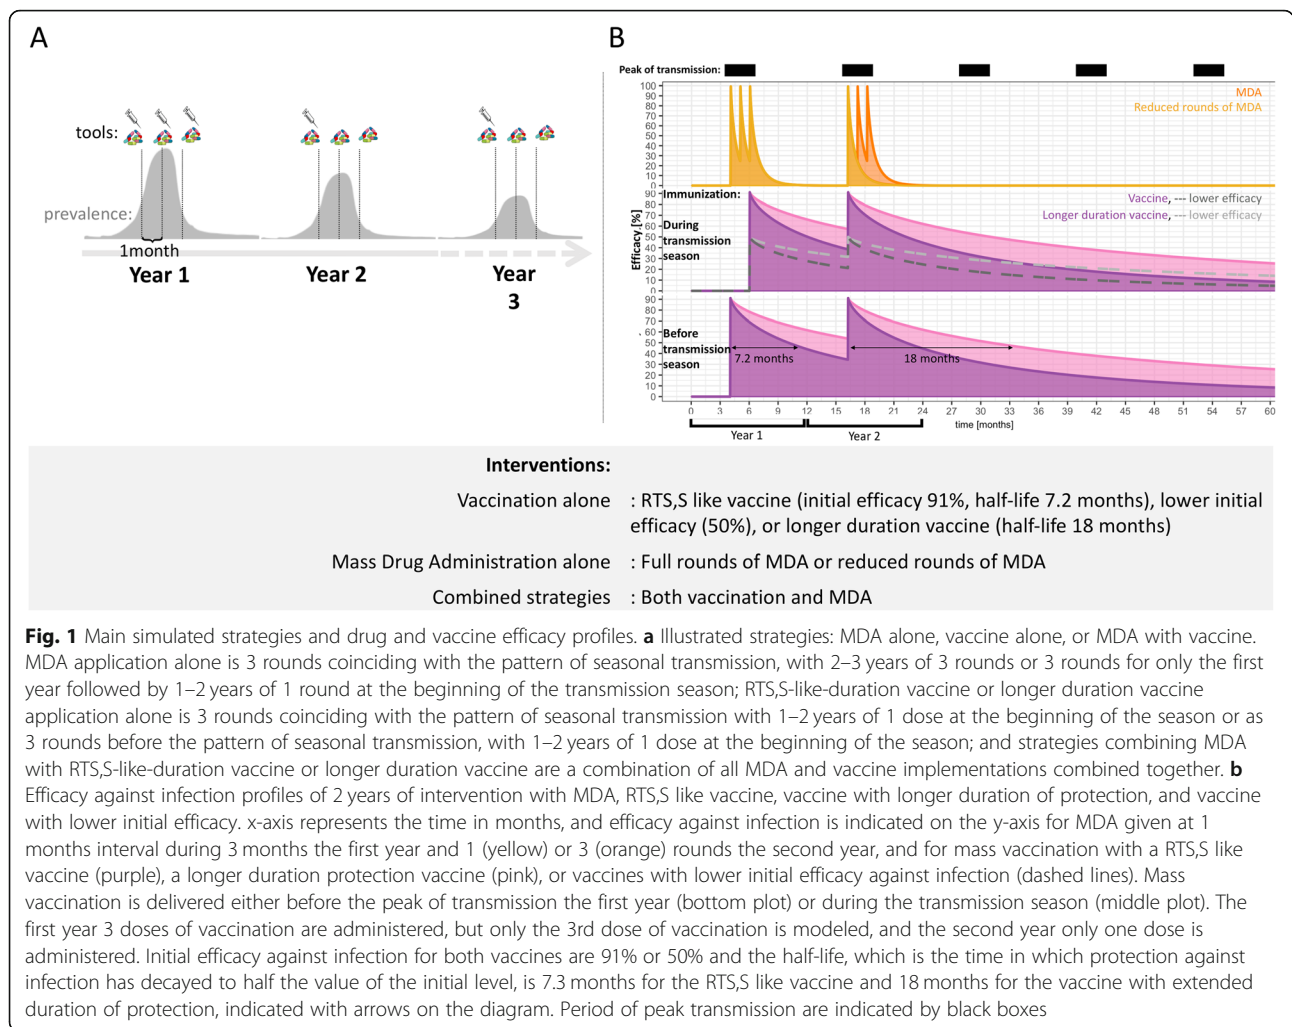 A
tools:
prevalence:
1month
Year 1
Year 2
Year
3
B
Peak of transmission:
100
90
80
70
60
50
40
30
20
10
0
MDA
Reduced rounds of MDA
Efficacy [%]
Immunization:
During
transmission
season
90
80
70
60
50
40
30
20
10
0
Vaccine, --- lower efficacy
Longer duration vaccine, --- lower efficacy
Before
transmission
season
90
80
70
60
50
40
30
20
10
0
7.2 months
18 months
0 3 6 9 12 15 18 21 24 27 30 33 36 39 42 45 48 51 54 57 60
time [months]
Year 1
Year 2
Interventions:
Vaccination alone : RTS,S like vaccine (initial efficacy 91%, half-life 7.2 months), lower initial
efficacy (50%), or longer duration vaccine (half-life 18 months)
Mass Drug Administration alone : Full rounds of MDA or reduced rounds of MDA
Combined strategies : Both vaccination and MDA
Fig. 1 Main simulated strategies and drug and vaccine efficacy profiles. a Illustrated strategies: MDA alone, vaccine alone, or MDA with vaccine.
MDA application alone is 3 rounds coinciding with the pattern of seasonal transmission, with 2–3 years of 3 rounds or 3 rounds for only the first
year followed by 1–2 years of 1 round at the beginning of the transmission season; RTS,S-like-duration vaccine or longer duration vaccine
application alone is 3 rounds coinciding with the pattern of seasonal transmission with 1–2 years of 1 dose at the beginning of the season or as
3 rounds before the pattern of seasonal transmission, with 1–2 years of 1 dose at the beginning of the season; and strategies combining MDA
with RTS,S-like-duration vaccine or longer duration vaccine are a combination of all MDA and vaccine implementations combined together. b
Efficacy against infection profiles of 2 years of intervention with MDA, RTS,S like vaccine, vaccine with longer duration of protection, and vaccine
with lower initial efficacy. x-axis represents the time in months, and efficacy against infection is indicated on the y-axis for MDA given at 1
months interval during 3 months the first year and 1 (yellow) or 3 (orange) rounds the second year, and for mass vaccination with a RTS,S like
vaccine (purple), a longer duration protection vaccine (pink), or vaccines with lower initial efficacy against infection (dashed lines). Mass
vaccination is delivered either before the peak of transmission the first year (bottom plot) or during the transmission season (middle plot). The
first year 3 doses of vaccination are administered, but only the 3rd dose of vaccination is modeled, and the second year only one dose is
administered. Initial efficacy against infection for both vaccines are 91% or 50% and the half-life, which is the time in which protection against
infection has decayed to half the value of the initial level, is 7.3 months for the RTS,S like vaccine and 18 months for the vaccine with extended
duration of protection, indicated with arrows on the diagram. Period of peak transmission are indicated by black boxes